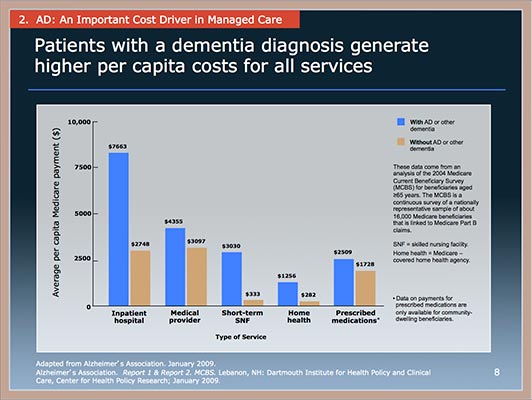 2. AD: An Important Cost Driver in Managed Care
Patients with a dementia diagnosis generate
higher per capita costs for all services
Average per capita Medicare payment ($)
10,000
7500
5000
2500
0
$7663
$2748
$4355
$3097
$3030
$333
$1256
$282
$2509
$1728
Inpatient
hospital
Medical
provider
Short-term
SNF
Home
health
Prescribed
medications*
Type of Service
With AD or other
dementia
Without AD or other
dementia
These data come from an
analysis of the 2004 Medicare
Current Beneficiary Survey
(MCBS) for beneficiaries aged
≥65 years. The MCBS is a
continuous survey of a nationally
representative sample of about
16,000 Medicare beneficiaries
that is linked to Medicare Part B
claims.
SNF = skilled nursing facility.
Home health = Medicare –
covered home health agency.
* Data on payments for
prescribed medications are
only available for community-
dwelling beneficiaries.
Adapted from Alzheimer's Association. January 2009.
Alzheimer's Association. Report 1 & Report 2. MCBS. Lebanon, NH: Dartmouth Institute for Health Policy and Clinical
Care, Center for Health Policy Research; January 2009.
8